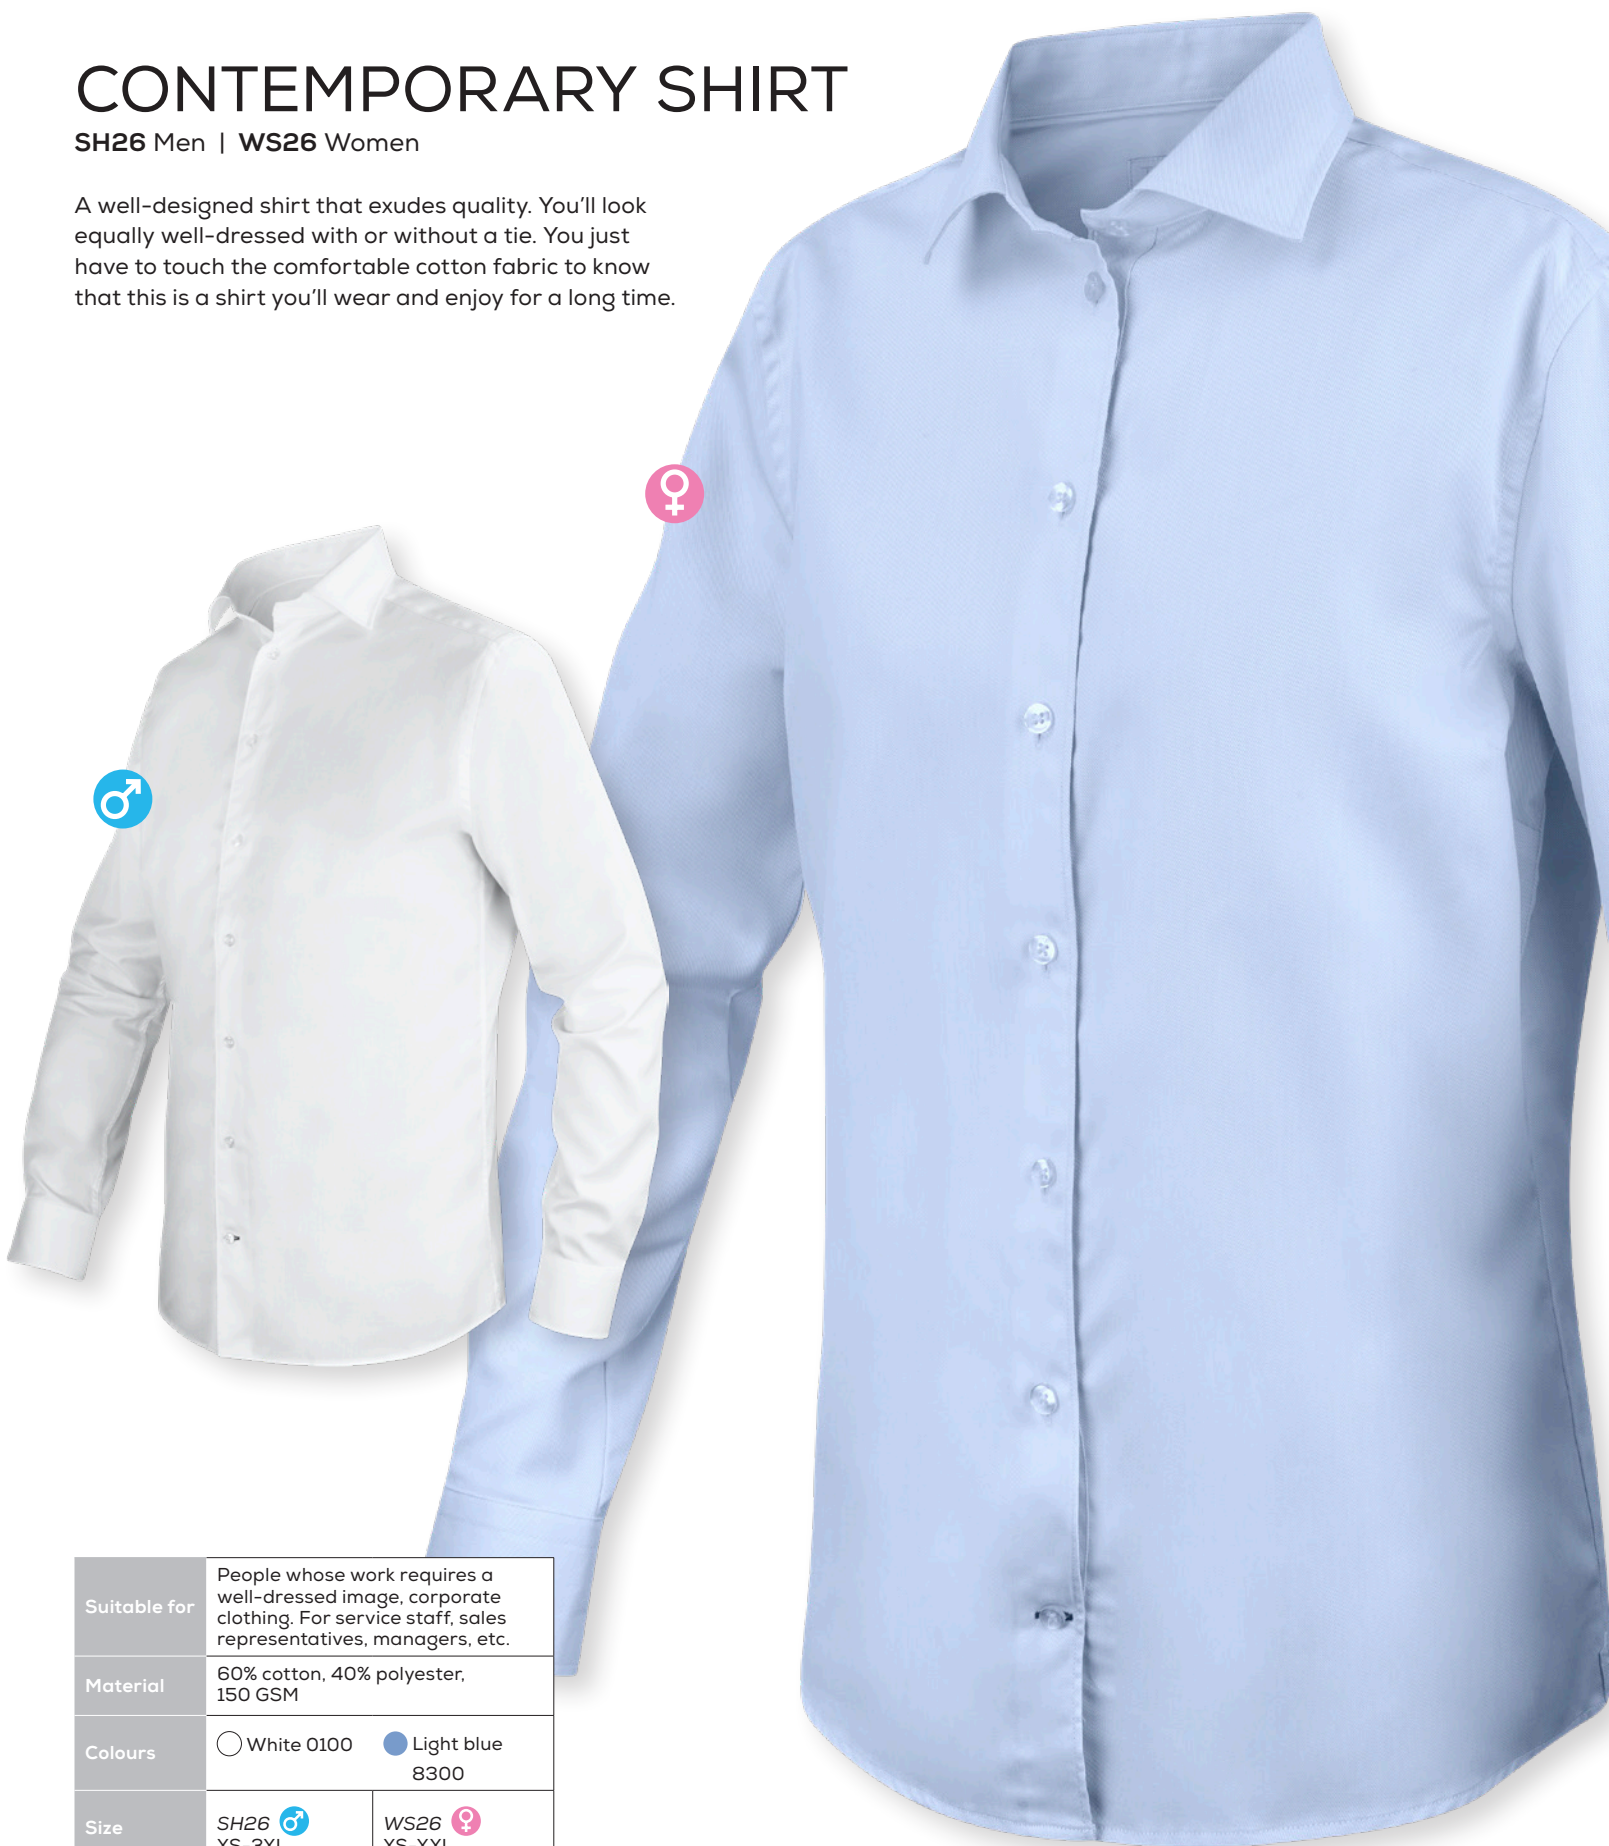 CONTEMPORARY SHIRT
SH26 Men | WS26 Women
A well-designed shirt that exudes quality. You'll look
equally well-dressed with or without a tie. You just
have to touch the comfortable cotton fabric to know
that this is a shirt you'll wear and enjoy for a long time.
Suitable for
People whose work requires a
well-dressed image, corporate
clothing. For service staff, sales
representatives, managers, etc.
Material
60% cotton, 40% polyester,
150 GSM
Colours
White 0100
Light blue
8300
Size
SH26
XS-3XL
WS26
XS-XXL